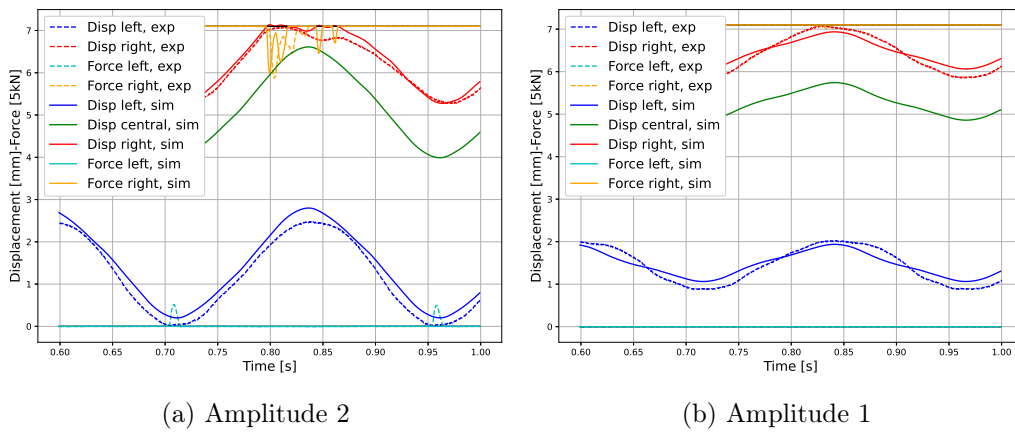 Displacement [mm]-Force [5kN]
7
6
5
4
3
2
1
0
Disp left, exp
Disp right, exp
Force left, exp
Force right, exp
Disp left, sim
Disp central, sim
Disp right, sim
Force left, sim
Force right, sim
0.60 0.65 0.70 0.75 0.80 0.85 0.90 0.95 1.00
Time [s]
(a) Amplitude 2
Displacement [mm]-Force [5kN]
7
6
5
4
3
2
1
0
Disp left, exp
Disp right, exp
Force left, exp
Force right, exp
Disp left, sim
Disp central, sim
Disp right, sim
Force left, sim
Force right, sim
0.60 0.65 0.70 0.75 0.80 0.85 0.90 0.95 1.00
Time [s]
(b) Amplitude 1